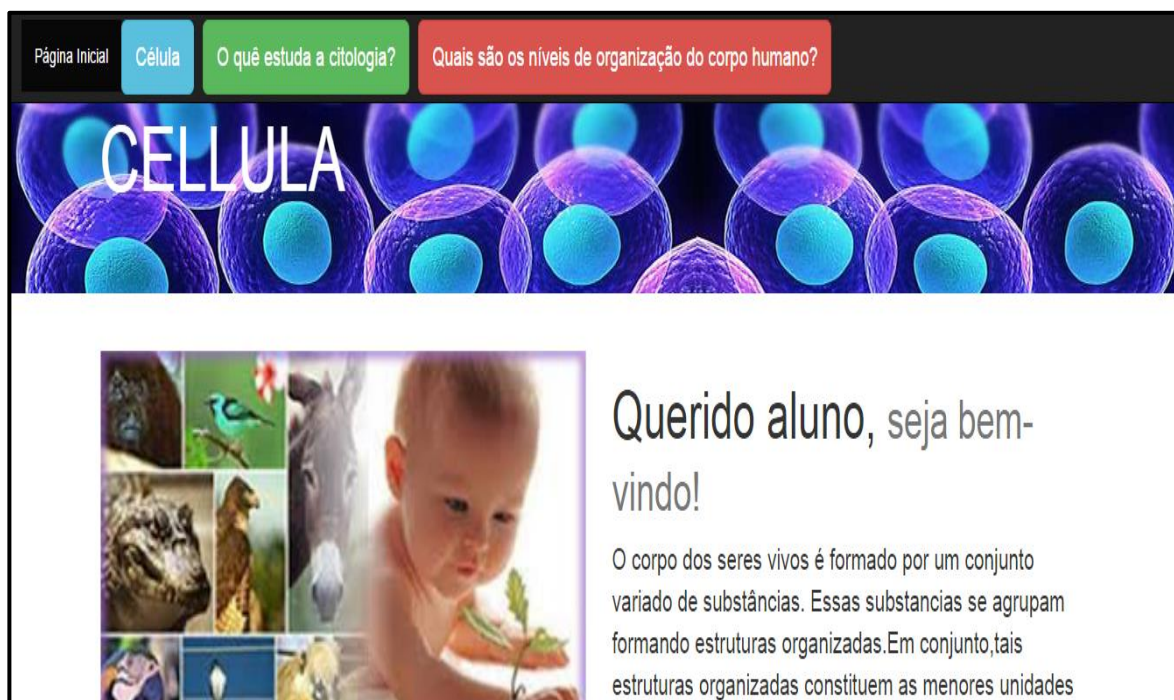 Página Inicial
Célula
O quê estuda a citologia?
Quais são os níveis de organização do corpo humano?
CELLULA
Querido aluno, seja bem-
vindo!
O corpo dos seres vivos é formado por um conjunto
variado de substâncias. Essas substancias se agrupam
formando estruturas organizadas.Em conjunto,tais
estruturas organizadas constituem as menores unidades